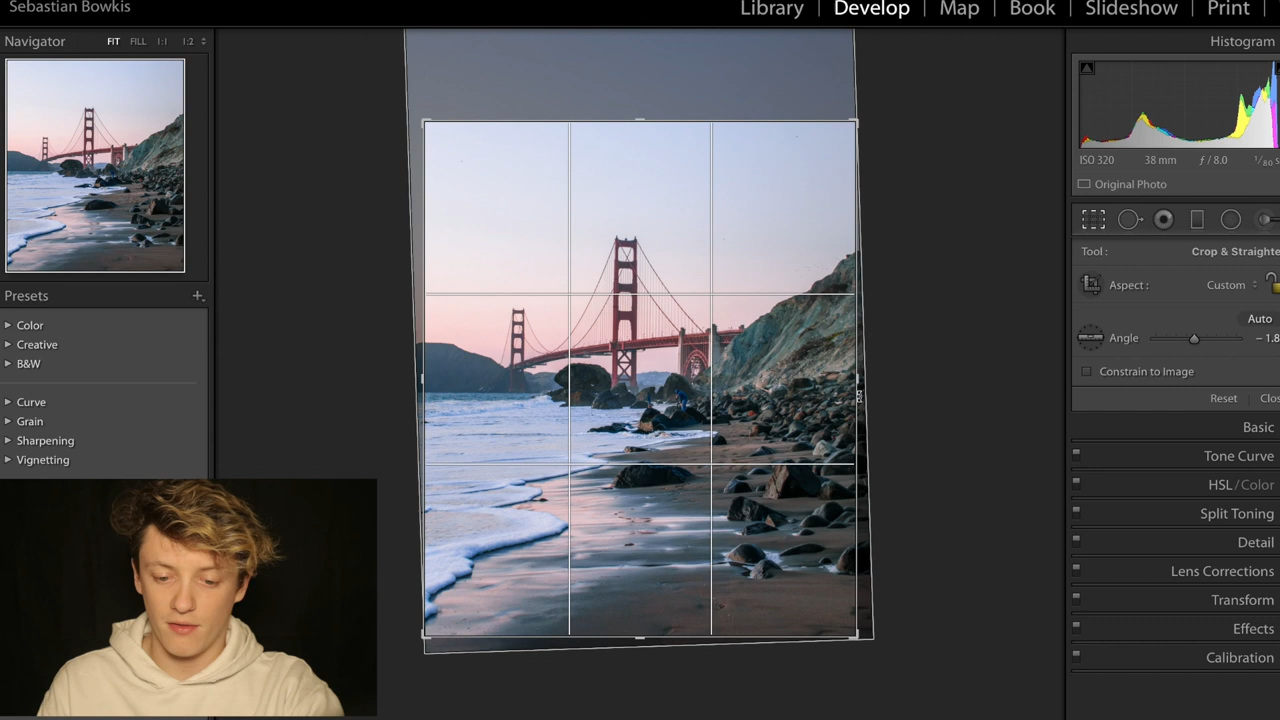 Sebastian Bowkis
Library | Develop | Map | Book | Slideshow | Print |
Navigator FIT FILL 1:1 1:2
Histogram
ISO 320 38 mm ƒ / 8.0 1/80 s
Original Photo
Tool : Crop & Straighte
Aspect : Custom
Auto
Angle – 1.8
Constrain to Image
Reset Clos
Presets +
Color
Creative
B&W
Curve
Grain
Sharpening
Vignetting
Basic
Tone Curve
HSL / Color
Split Toning
Detail
Lens Corrections
Transform
Effects
Calibration